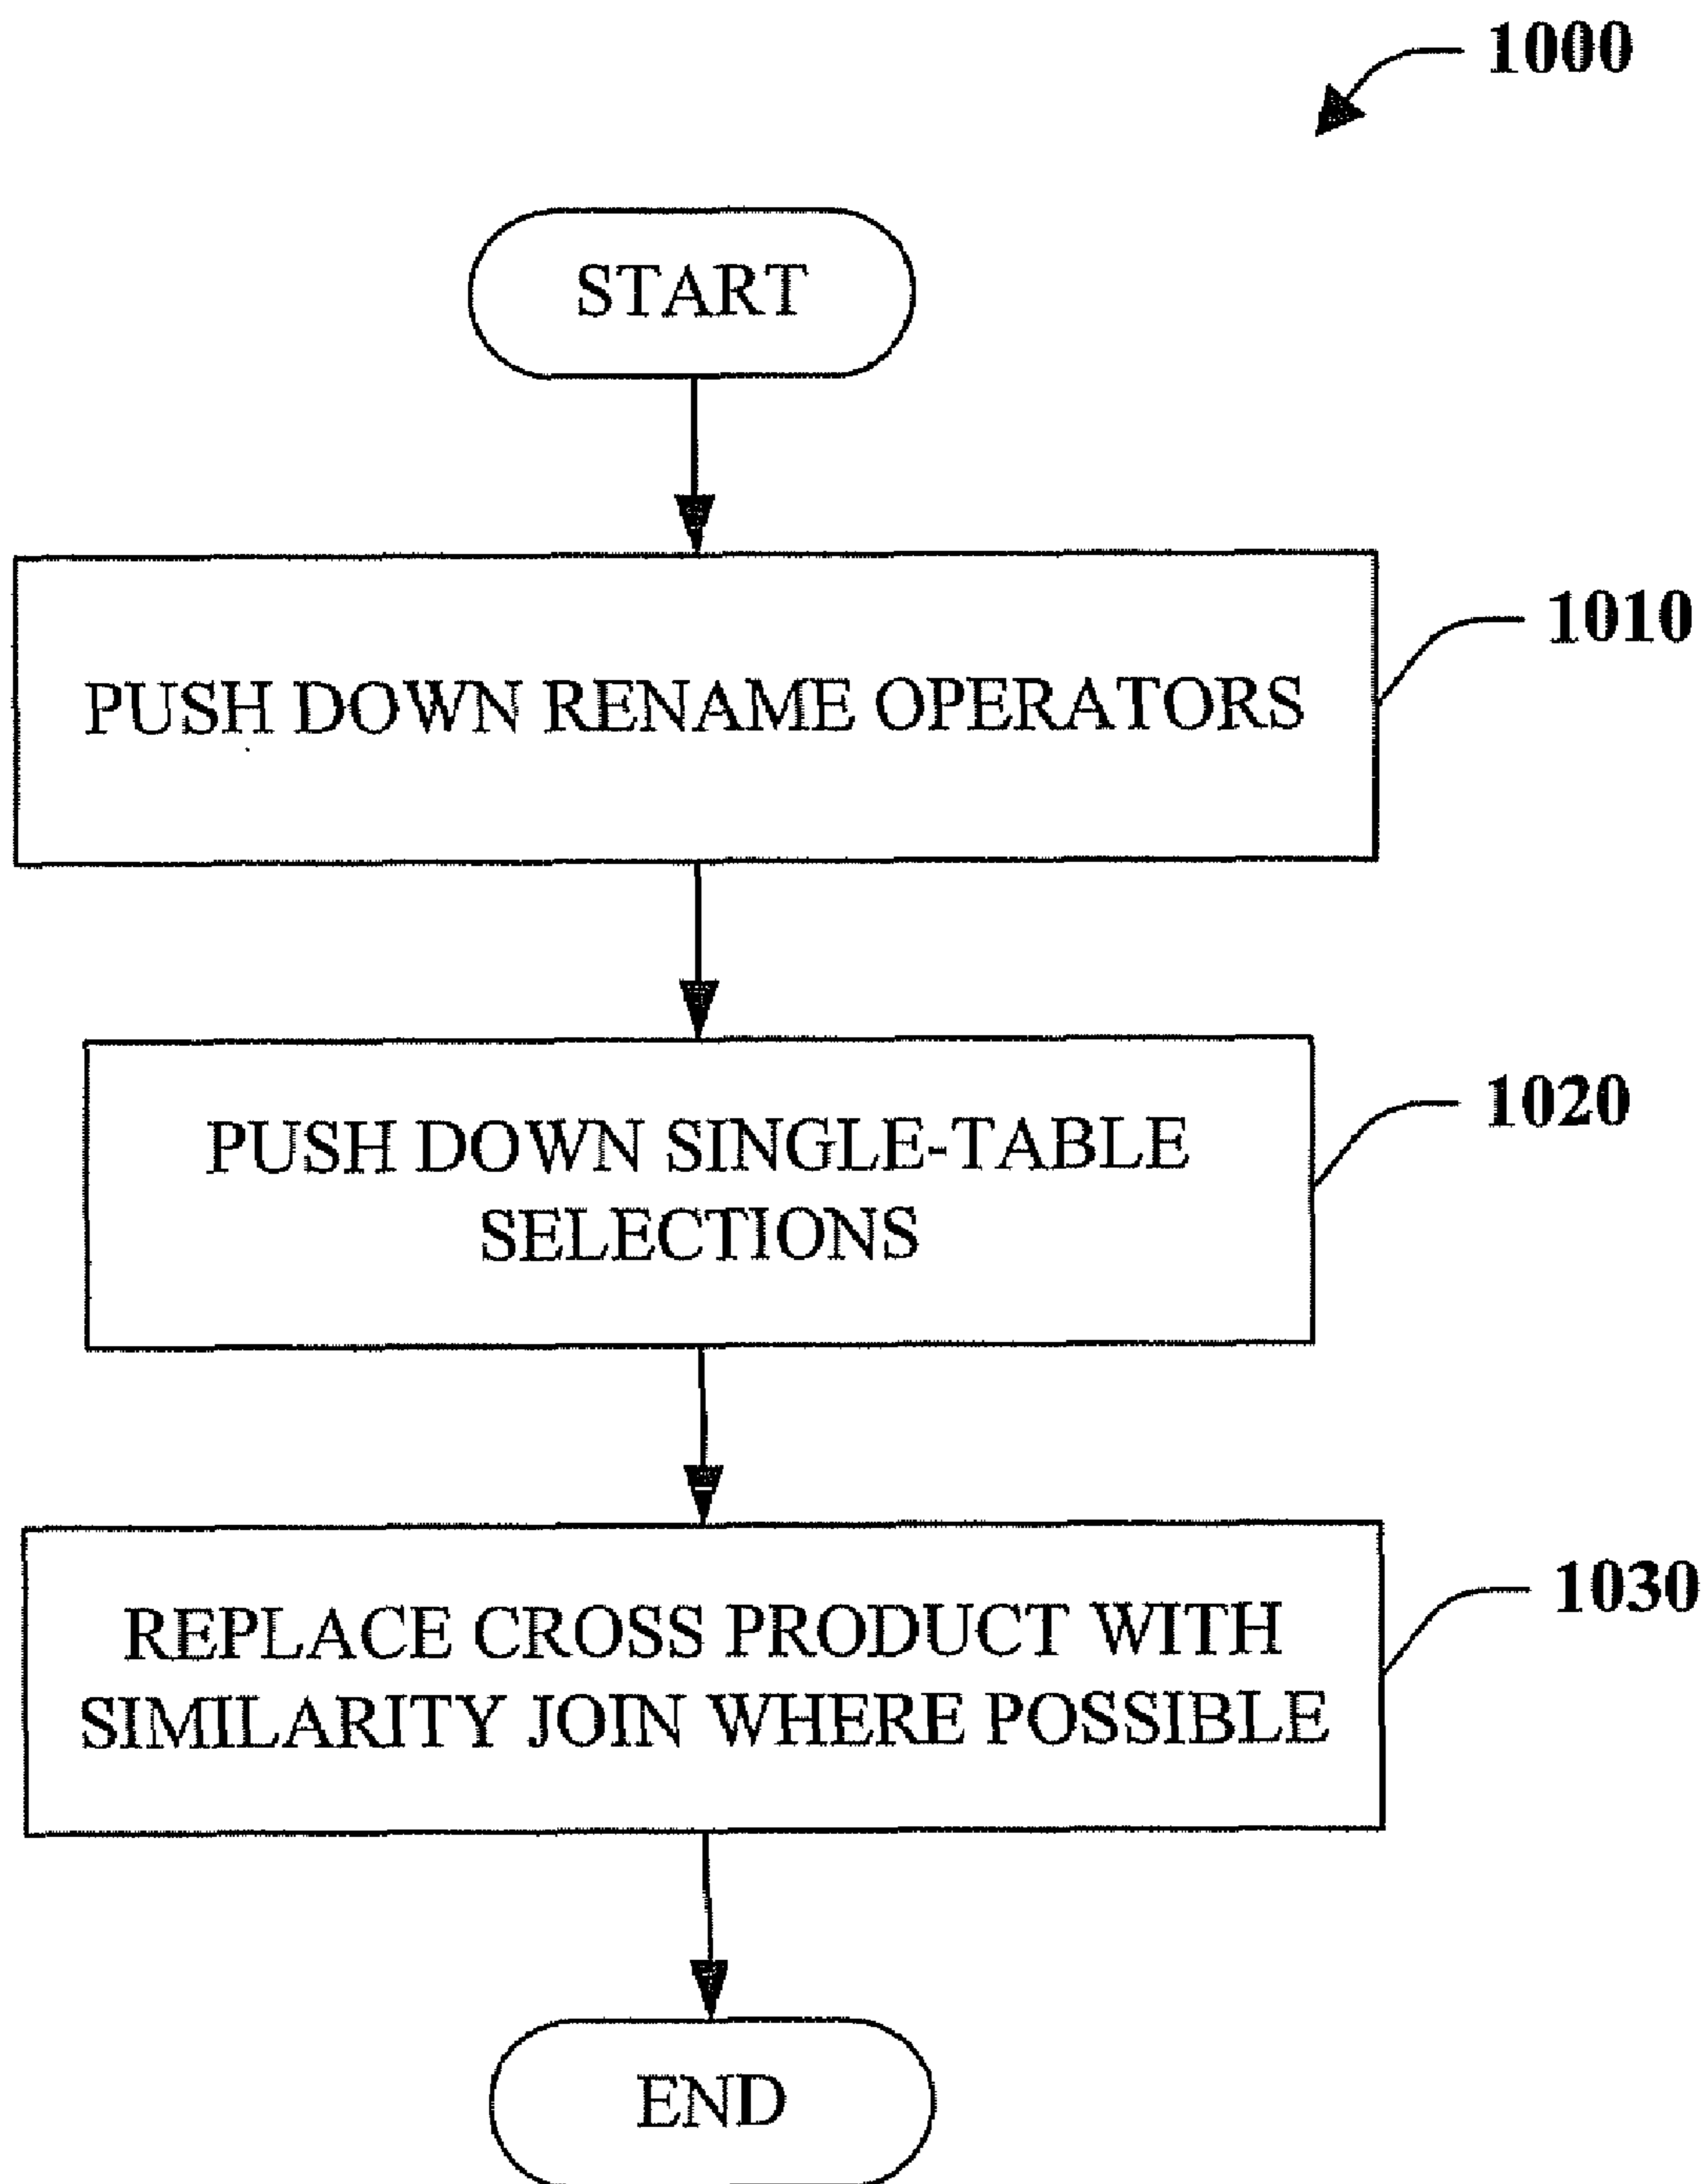 1000
START
PUSH DOWN RENAME OPERATORS
1010
PUSH DOWN SINGLE-TABLE
SELECTIONS
1020
REPLACE CROSS PRODUCT WITH
SIMILARITY JOIN WHERE POSSIBLE
1030
END